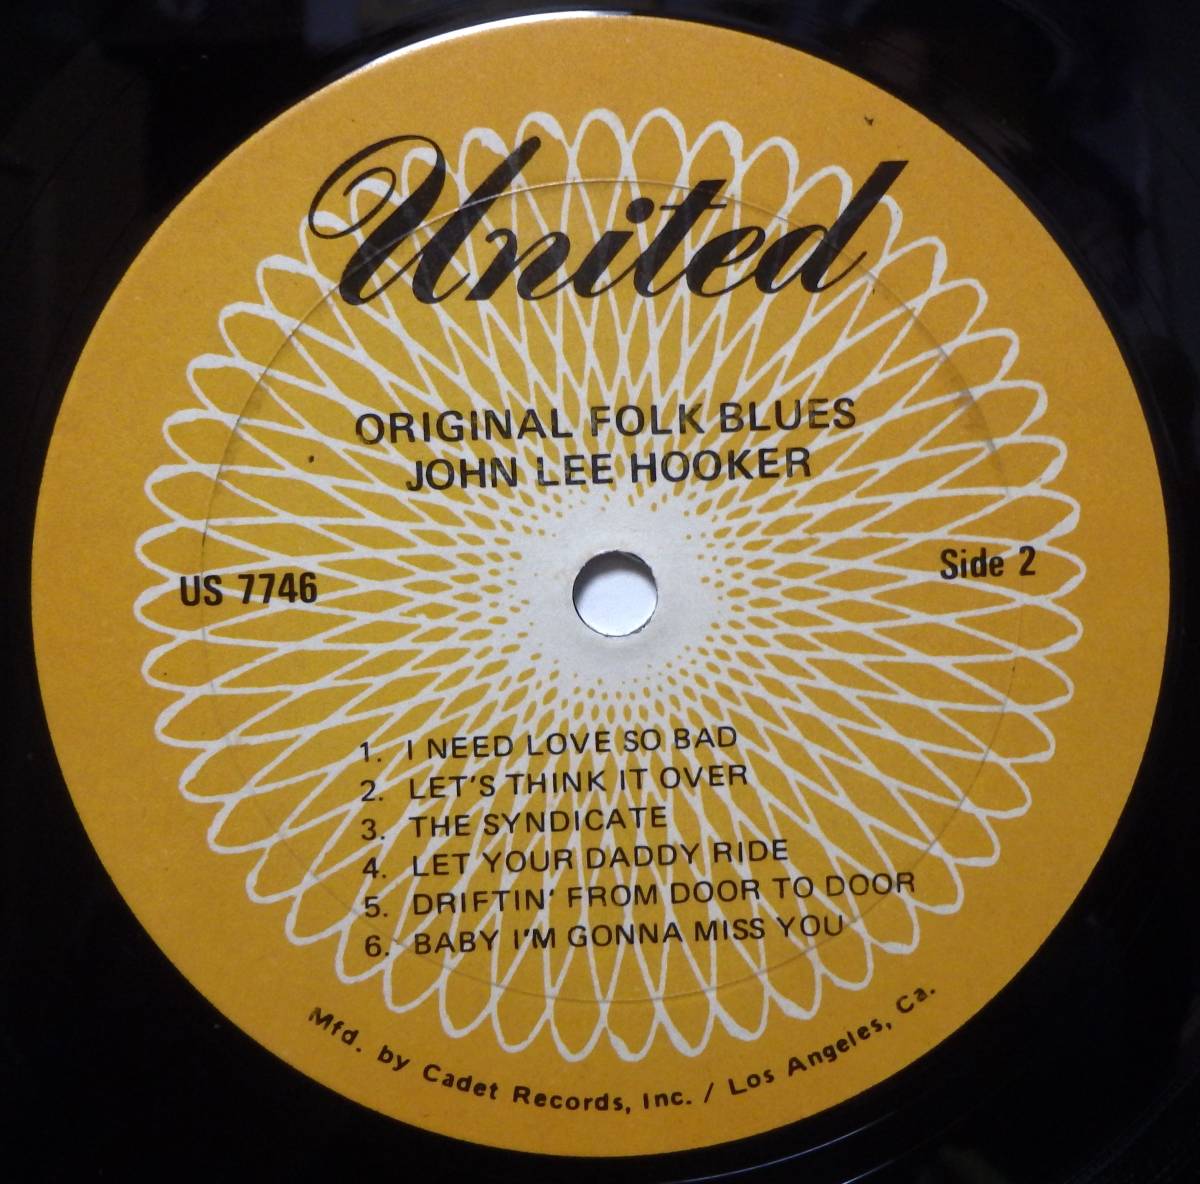 United
ORIGINAL FOLK BLUES
JOHN LEE HOOKER
US 7746
Side 2
1. I NEED LOVE SO BAD
2. LET'S THINK IT OVER
3. THE SYNDICATE
4. LET YOUR DADDY RIDE
5. DRIFTIN' FROM DOOR TO DOOR
6. BABY I'M GONNA MISS YOU
Mfd. by Cadet Records, Inc. / Los Angeles, Ca.